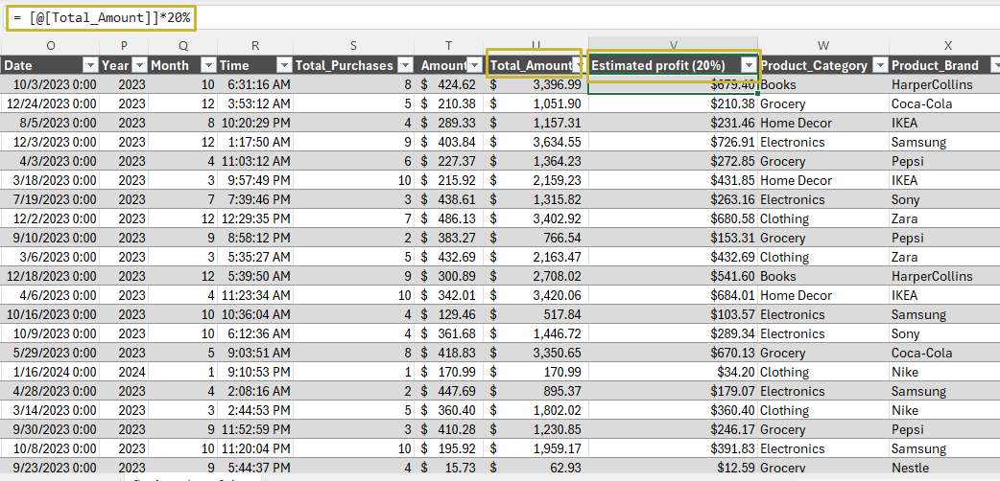 = [@[Total_Amount]]*20%
O P Q R S T U V W X
Date Year Month Time Total_Purchases Amount Total_Amount Estimated profit (20%) Product_Category Product_Brand
10/3/2023 0:00 2023 10 6:31:16 AM 8 $ 424.62 $ 3,396.99 $679.40 Books HarperCollins
12/24/2023 0:00 2023 12 3:53:12 AM 5 $ 210.38 $ 1,051.90 $210.38 Grocery Coca-Cola
8/5/2023 0:00 2023 8 10:20:29 PM 4 $ 289.33 $ 1,157.31 $231.46 Home Decor IKEA
12/3/2023 0:00 2023 12 1:17:50 AM 9 $ 403.84 $ 3,634.55 $726.91 Electronics Samsung
4/3/2023 0:00 2023 4 11:03:12 AM 6 $ 227.37 $ 1,364.23 $272.85 Grocery Pepsi
3/18/2023 0:00 2023 3 9:57:49 PM 10 $ 215.92 $ 2,159.23 $431.85 Home Decor IKEA
7/19/2023 0:00 2023 7 7:39:46 PM 3 $ 438.61 $ 1,315.82 $263.16 Electronics Sony
12/2/2023 0:00 2023 12 12:29:35 PM 7 $ 486.13 $ 3,402.92 $680.58 Clothing Zara
9/10/2023 0:00 2023 9 8:58:12 PM 2 $ 383.27 $ 766.54 $153.31 Grocery Pepsi
3/6/2023 0:00 2023 3 5:35:27 AM 5 $ 432.69 $ 2,163.47 $432.69 Clothing Zara
12/18/2023 0:00 2023 12 5:39:50 AM 9 $ 300.89 $ 2,708.02 $541.60 Books HarperCollins
4/6/2023 0:00 2023 4 11:23:34 AM 10 $ 342.01 $ 3,420.06 $684.01 Home Decor IKEA
10/16/2023 0:00 2023 10 10:36:04 AM 4 $ 129.46 $ 517.84 $103.57 Electronics Samsung
10/9/2023 0:00 2023 10 6:12:36 AM 4 $ 361.68 $ 1,446.72 $289.34 Electronics Sony
5/29/2023 0:00 2023 5 9:03:51 AM 8 $ 418.83 $ 3,350.65 $670.13 Grocery Coca-Cola
1/16/2024 0:00 2024 1 9:10:53 PM 1 $ 170.99 $ 170.99 $34.20 Clothing Nike
4/28/2023 0:00 2023 4 2:08:16 AM 2 $ 447.69 $ 895.37 $179.07 Electronics Samsung
3/14/2023 0:00 2023 3 2:44:53 PM 5 $ 360.40 $ 1,802.02 $360.40 Clothing Nike
9/30/2023 0:00 2023 9 11:52:59 PM 3 $ 410.28 $ 1,230.85 $246.17 Grocery Pepsi
10/8/2023 0:00 2023 10 11:20:04 PM 10 $ 195.92 $ 1,959.17 $391.83 Electronics Samsung
9/23/2023 0:00 2023 9 5:44:37 PM 4 $ 15.73 $ 62.93 $12.59 Grocery Nestle